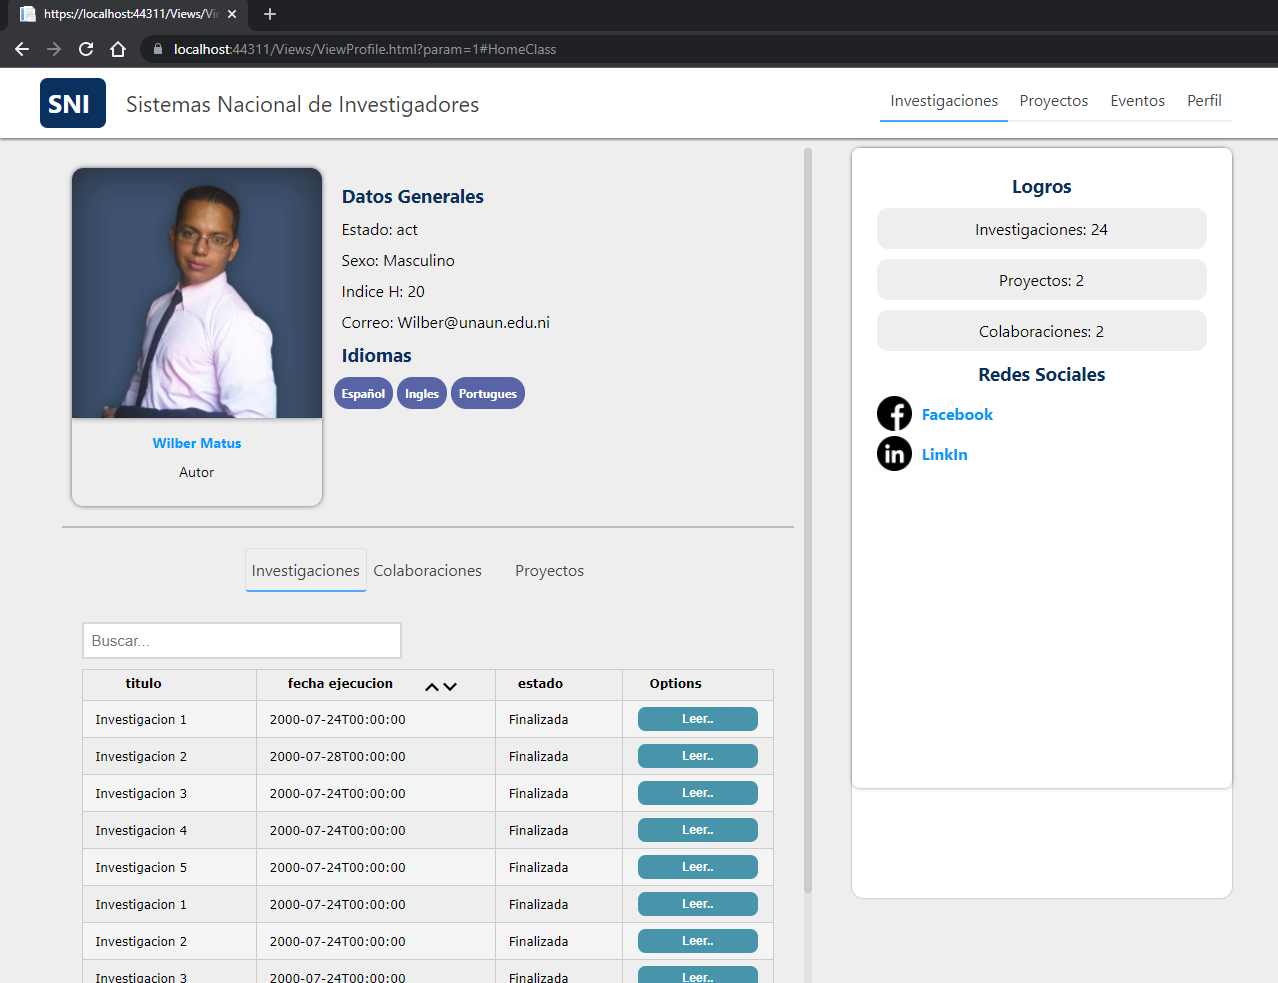 https://localhost:44311/Views/Vi
localhost:44311/Views/ViewProfile.html?param=1#HomeClass
SNI Sistemas Nacional de Investigadores
Investigaciones Proyectos Eventos Perfil
Wilber Matus
Autor
Datos Generales
Estado: act
Sexo: Masculino
Indice H: 20
Correo: Wilber@unaun.edu.ni
Idiomas
Español Ingles Portugues
Logros
Investigaciones: 24
Proyectos: 2
Colaboraciones: 2
Redes Sociales
Facebook
LinkIn
Investigaciones Colaboraciones Proyectos
Buscar...
titulo fecha ejecucion estado Options
Investigacion 1 2000-07-24T00:00:00 Finalizada Leer..
Investigacion 2 2000-07-28T00:00:00 Finalizada Leer..
Investigacion 3 2000-07-24T00:00:00 Finalizada Leer..
Investigacion 4 2000-07-24T00:00:00 Finalizada Leer..
Investigacion 5 2000-07-24T00:00:00 Finalizada Leer..
Investigacion 1 2000-07-24T00:00:00 Finalizada Leer..
Investigacion 2 2000-07-24T00:00:00 Finalizada Leer..
Investigacion 3 2000-07-24T00:00:00 Finalizada Leer..